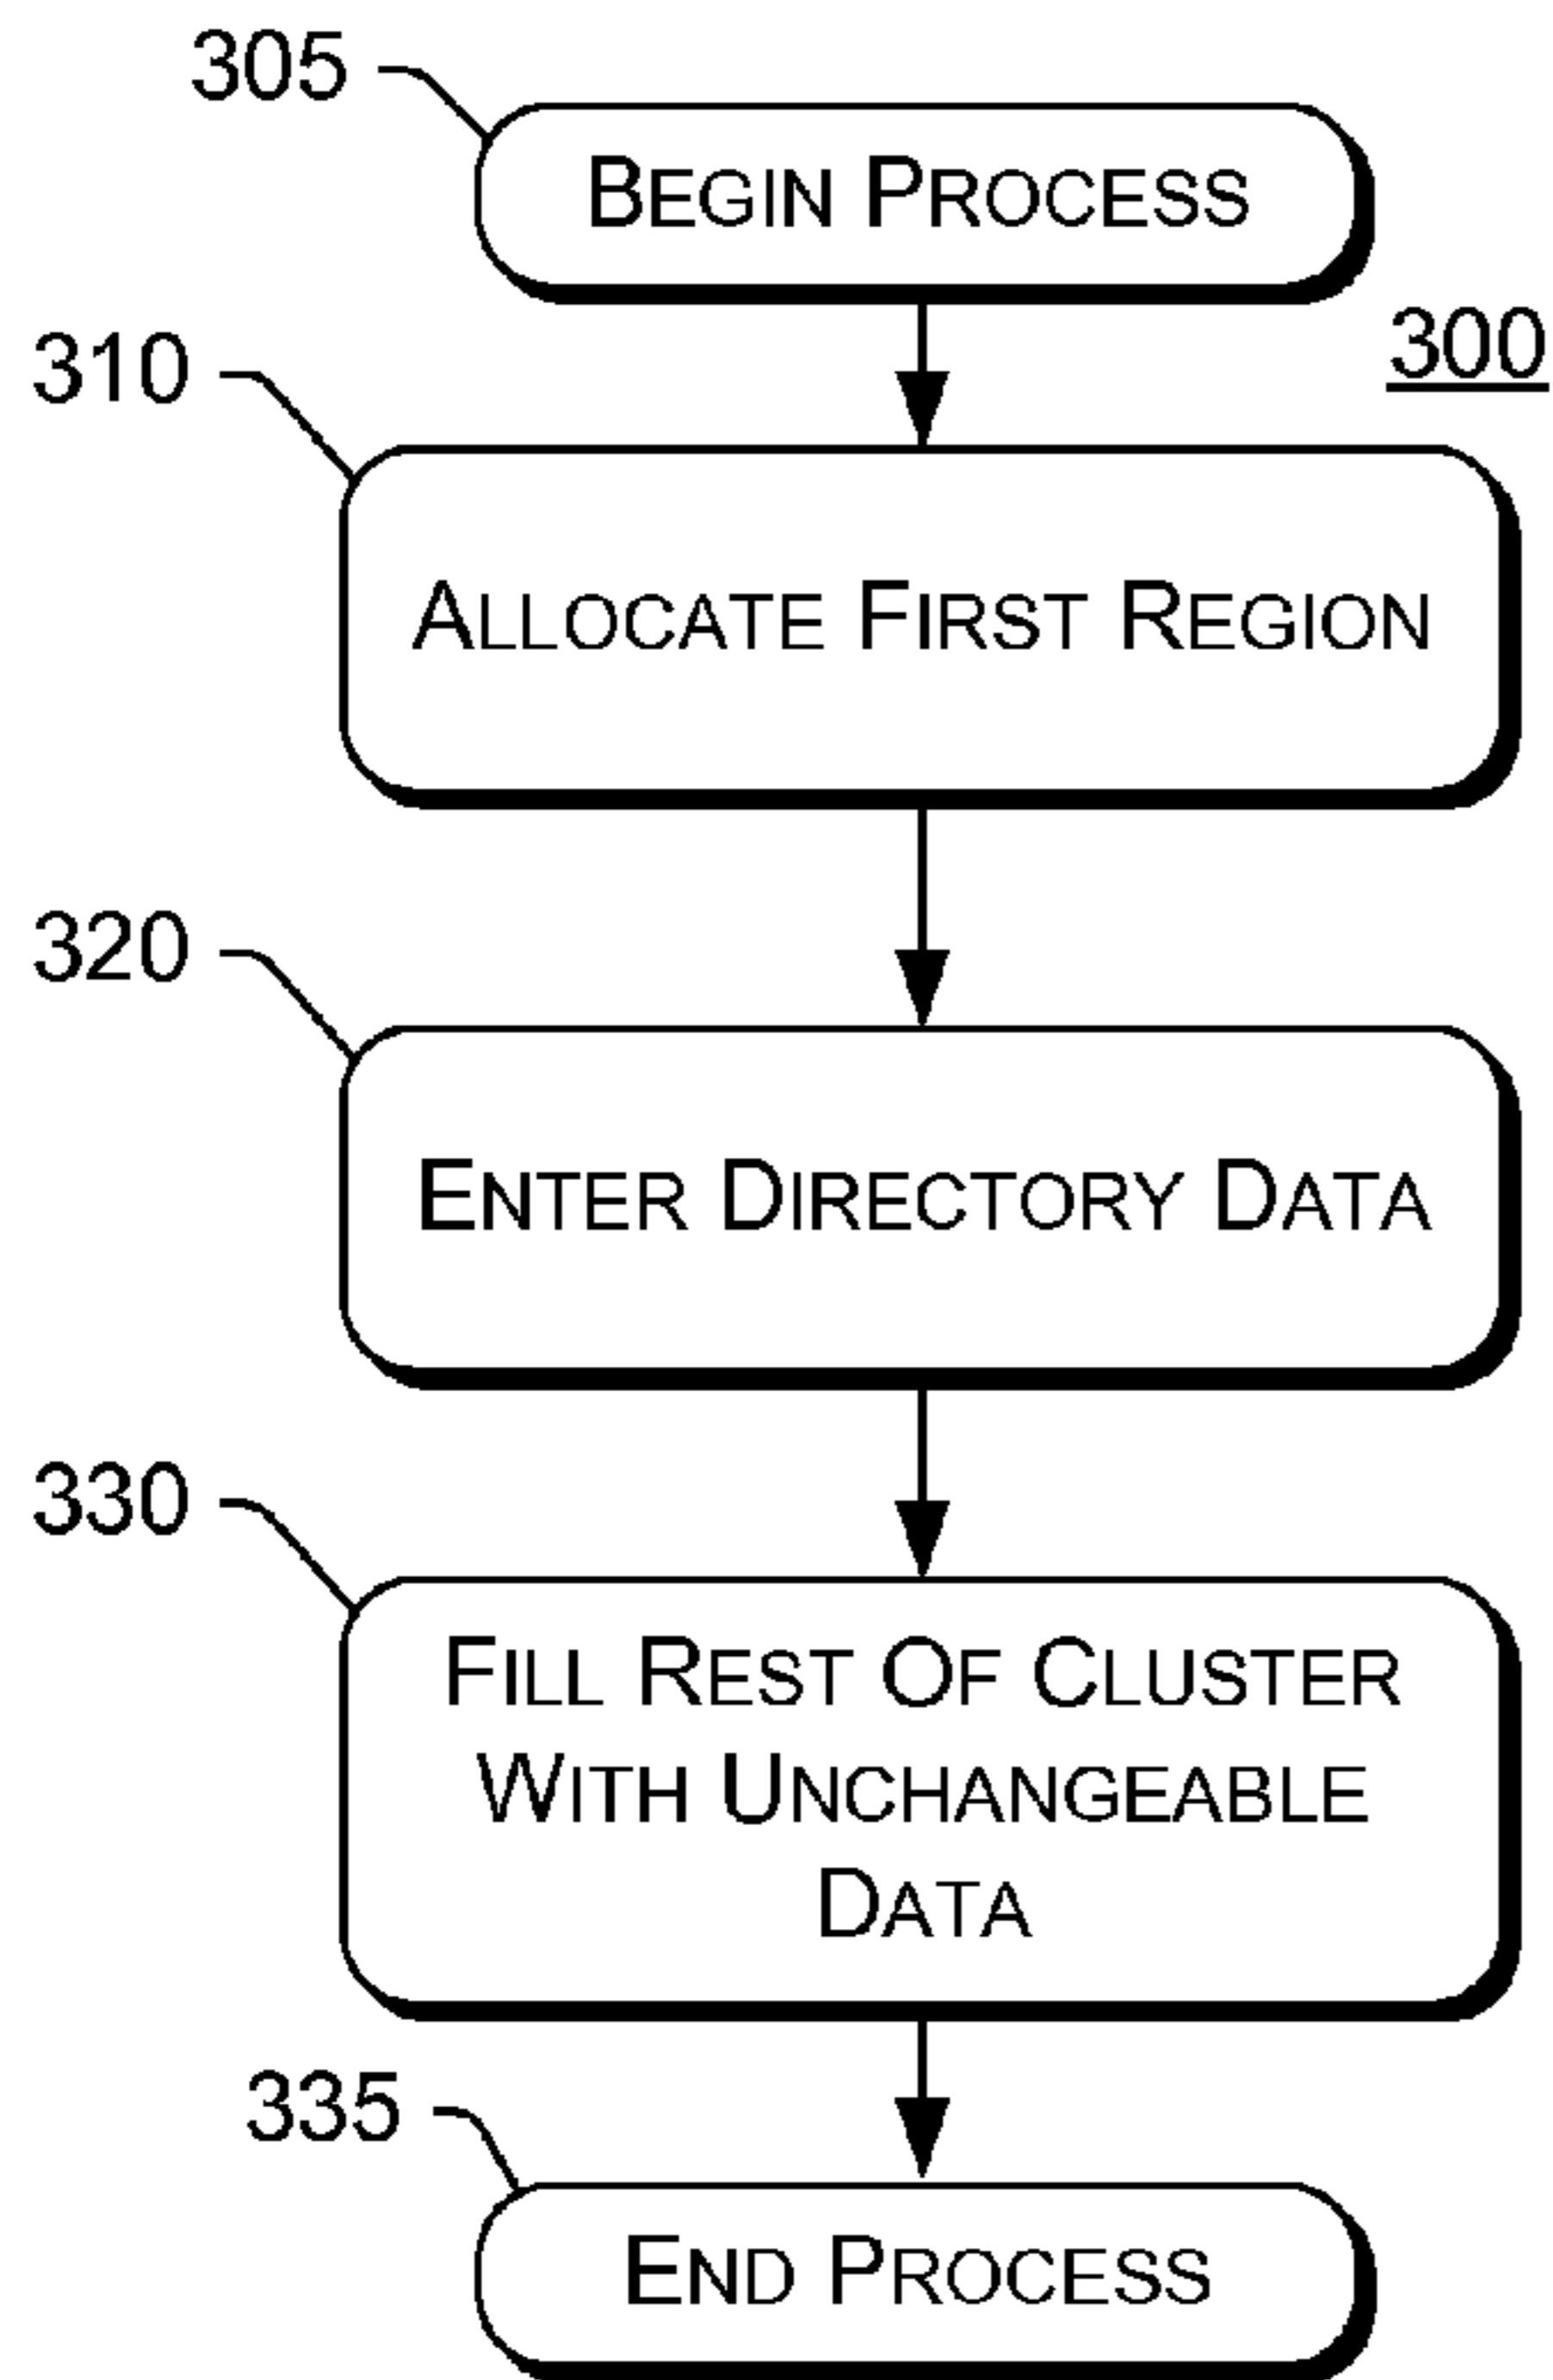 305
BEGIN PROCESS
300
310
ALLOCATE FIRST REGION
320
ENTER DIRECTORY DATA
330
FILL REST OF CLUSTER
WITH UNCHANGEABLE
DATA
335
END PROCESS